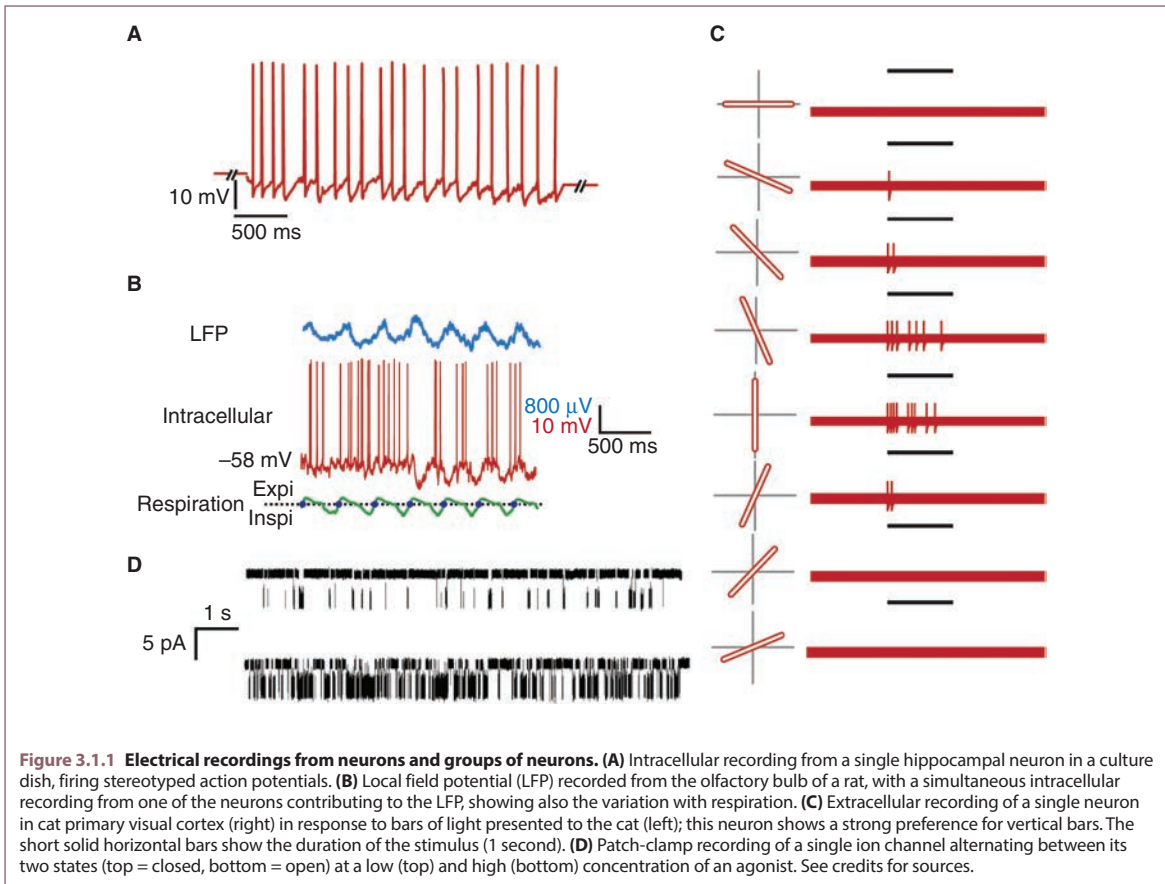 A
10 mV
500 ms
B
LFP
Intracellular
–58 mV
Respiration
Expi
Inspi
800 µV
10 mV
500 ms
C
D
1 s
5 pA
Figure 3.1.1 Electrical recordings from neurons and groups of neurons. (A) Intracellular recording from a single hippocampal neuron in a culture
dish, firing stereotyped action potentials. (B) Local field potential (LFP) recorded from the olfactory bulb of a rat, with a simultaneous intracellular
recording from one of the neurons contributing to the LFP, showing also the variation with respiration. (C) Extracellular recording of a single neuron
in cat primary visual cortex (right) in response to bars of light presented to the cat (left); this neuron shows a strong preference for vertical bars. The
short solid horizontal bars show the duration of the stimulus (1 second). (D) Patch-clamp recording of a single ion channel alternating between its
two states (top = closed, bottom = open) at a low (top) and high (bottom) concentration of an agonist. See credits for sources.